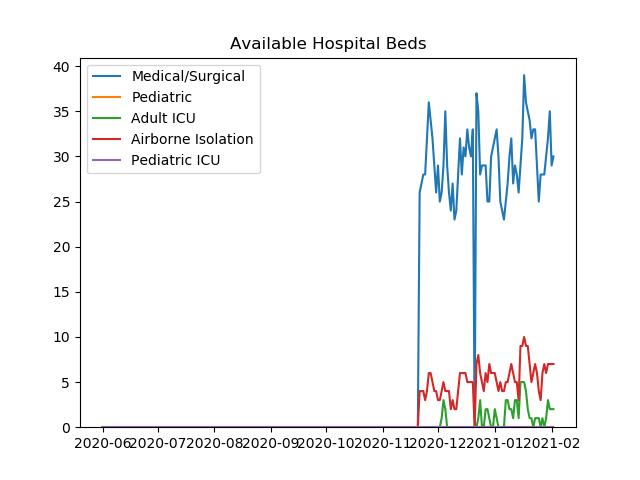 Available Hospital Beds
40
35
30
25
20
15
10
5
0
Medical/Surgical
Pediatric
Adult ICU
Airborne Isolation
Pediatric ICU
2020-06 2020-07 2020-08 2020-09 2020-10 2020-11 2020-12 2021-01 2021-02